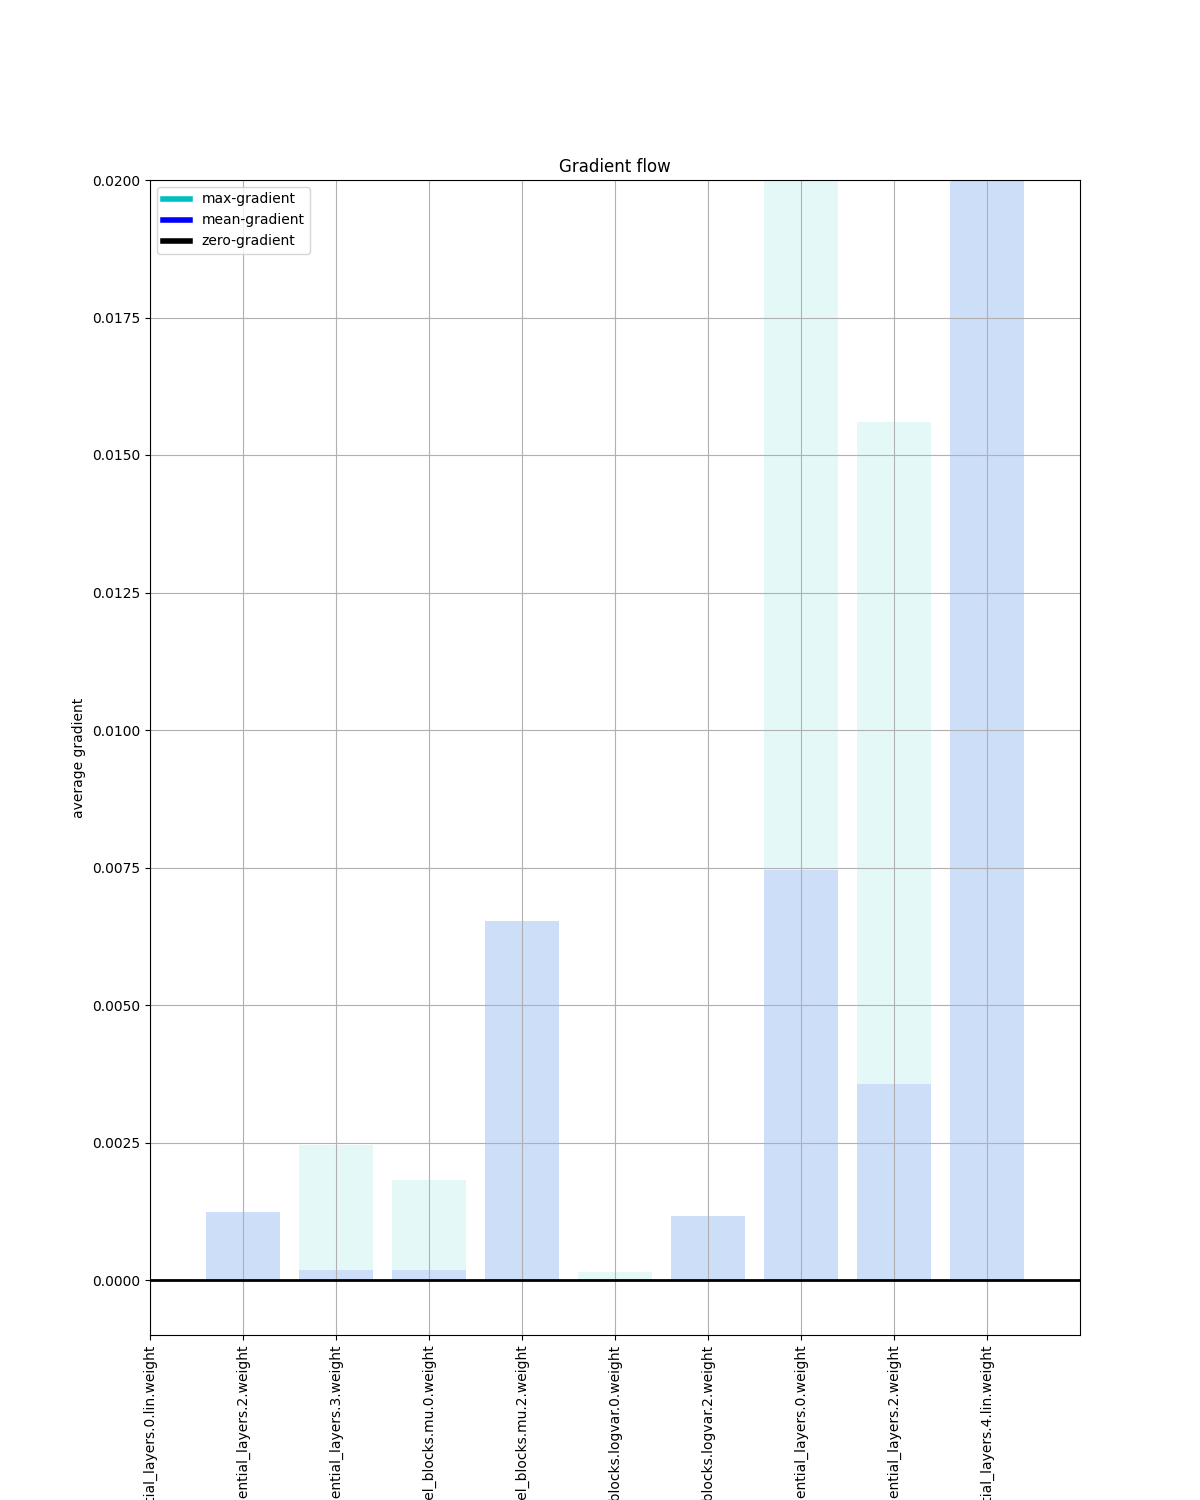 Gradient flow
max-gradient
mean-gradient
zero-gradient
0.0200
0.0175
0.0150
0.0125
0.0100
0.0075
0.0050
0.0025
0.0000
average gradient
tial_layers.0.lin.weight
ential_layers.2.weight
ential_layers.3.weight
el_blocks.mu.0.weight
el_blocks.mu.2.weight
blocks.logvar.0.weight
blocks.logvar.2.weight
ential_layers.0.weight
ential_layers.2.weight
tial_layers.4.lin.weight